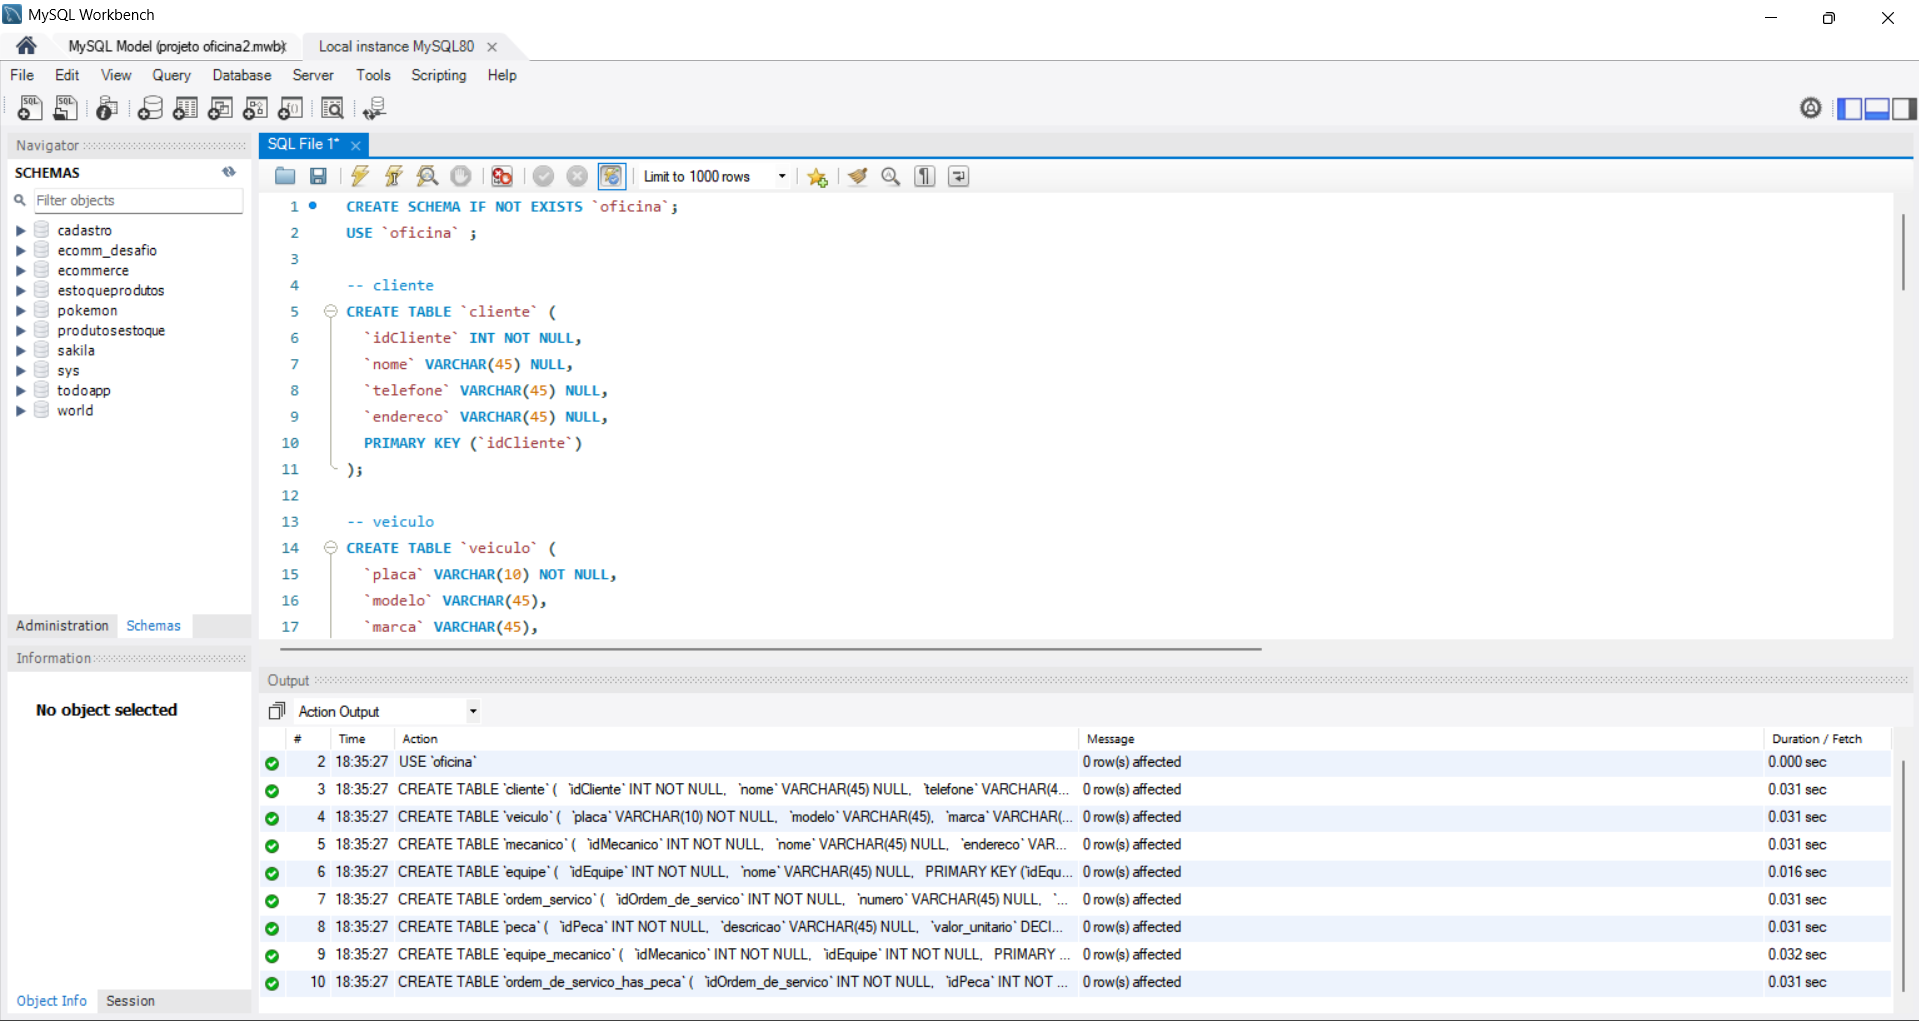 MySQL Workbench
MySQL Model (projeto oficina2.mwb)
Local instance MySQL80
File Edit View Query Database Server Tools Scripting Help
Navigator
SCHEMAS
Filter objects
cadastro
ecomm_desafio
ecommerce
estoqueprodutos
pokemon
produtosestoque
sakila
sys
todoapp
world
Administration Schemas
Information
No object selected
Object Info Session
SQL File 1*
Limit to 1000 rows
1 CREATE SCHEMA IF NOT EXISTS `oficina`;
2 USE `oficina` ;
3
4 -- cliente
5 CREATE TABLE `cliente` (
6 `idCliente` INT NOT NULL,
7 `nome` VARCHAR(45) NULL,
8 `telefone` VARCHAR(45) NULL,
9 `endereco` VARCHAR(45) NULL,
10 PRIMARY KEY (`idCliente`)
11 );
12
13 -- veiculo
14 CREATE TABLE `veiculo` (
15 `placa` VARCHAR(10) NOT NULL,
16 `modelo` VARCHAR(45),
17 `marca` VARCHAR(45),
Output
Action Output
# Time Action Message Duration / Fetch
2 18:35:27 USE `oficina` 0 row(s) affected 0.000 sec
3 18:35:27 CREATE TABLE `cliente` ( `idCliente` INT NOT NULL, `nome` VARCHAR(45) NULL, `telefone` VARCHAR(4... 0 row(s) affected 0.031 sec
4 18:35:27 CREATE TABLE `veiculo` ( `placa` VARCHAR(10) NOT NULL, `modelo` VARCHAR(45), `marca` VARCHAR(... 0 row(s) affected 0.031 sec
5 18:35:27 CREATE TABLE `mecanico` ( `idMecanico` INT NOT NULL, `nome` VARCHAR(45) NULL, `endereco` VAR... 0 row(s) affected 0.031 sec
6 18:35:27 CREATE TABLE `equipe` ( `idEquipe` INT NOT NULL, `nome` VARCHAR(45) NULL, PRIMARY KEY (`idEqu... 0 row(s) affected 0.016 sec
7 18:35:27 CREATE TABLE `ordem_servico` ( `idOrdem_de_servico` INT NOT NULL, `numero` VARCHAR(45) NULL, `... 0 row(s) affected 0.031 sec
8 18:35:27 CREATE TABLE `peca` ( `idPeca` INT NOT NULL, `descricao` VARCHAR(45) NULL, `valor_unitario` DECI... 0 row(s) affected 0.031 sec
9 18:35:27 CREATE TABLE `equipe_mecanico` ( `idMecanico` INT NOT NULL, `idEquipe` INT NOT NULL, PRIMARY ... 0 row(s) affected 0.032 sec
10 18:35:27 CREATE TABLE `ordem_de_servico_has_peca` ( `idOrdem_de_servico` INT NOT NULL, `idPeca` INT NOT ... 0 row(s) affected 0.031 sec